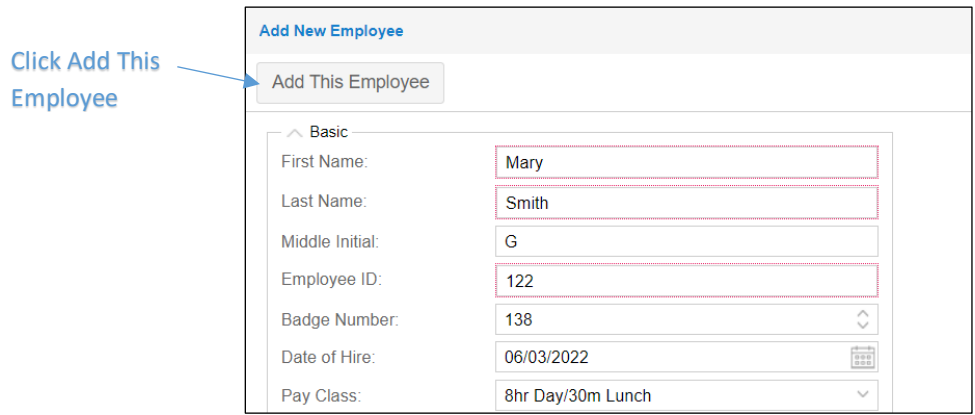 Click Add This
Employee
Add New Employee
Add This Employee
Basic
First Name: Mary
Last Name: Smith
Middle Initial: G
Employee ID: 122
Badge Number: 138
Date of Hire: 06/03/2022
Pay Class: 8hr Day/30m Lunch